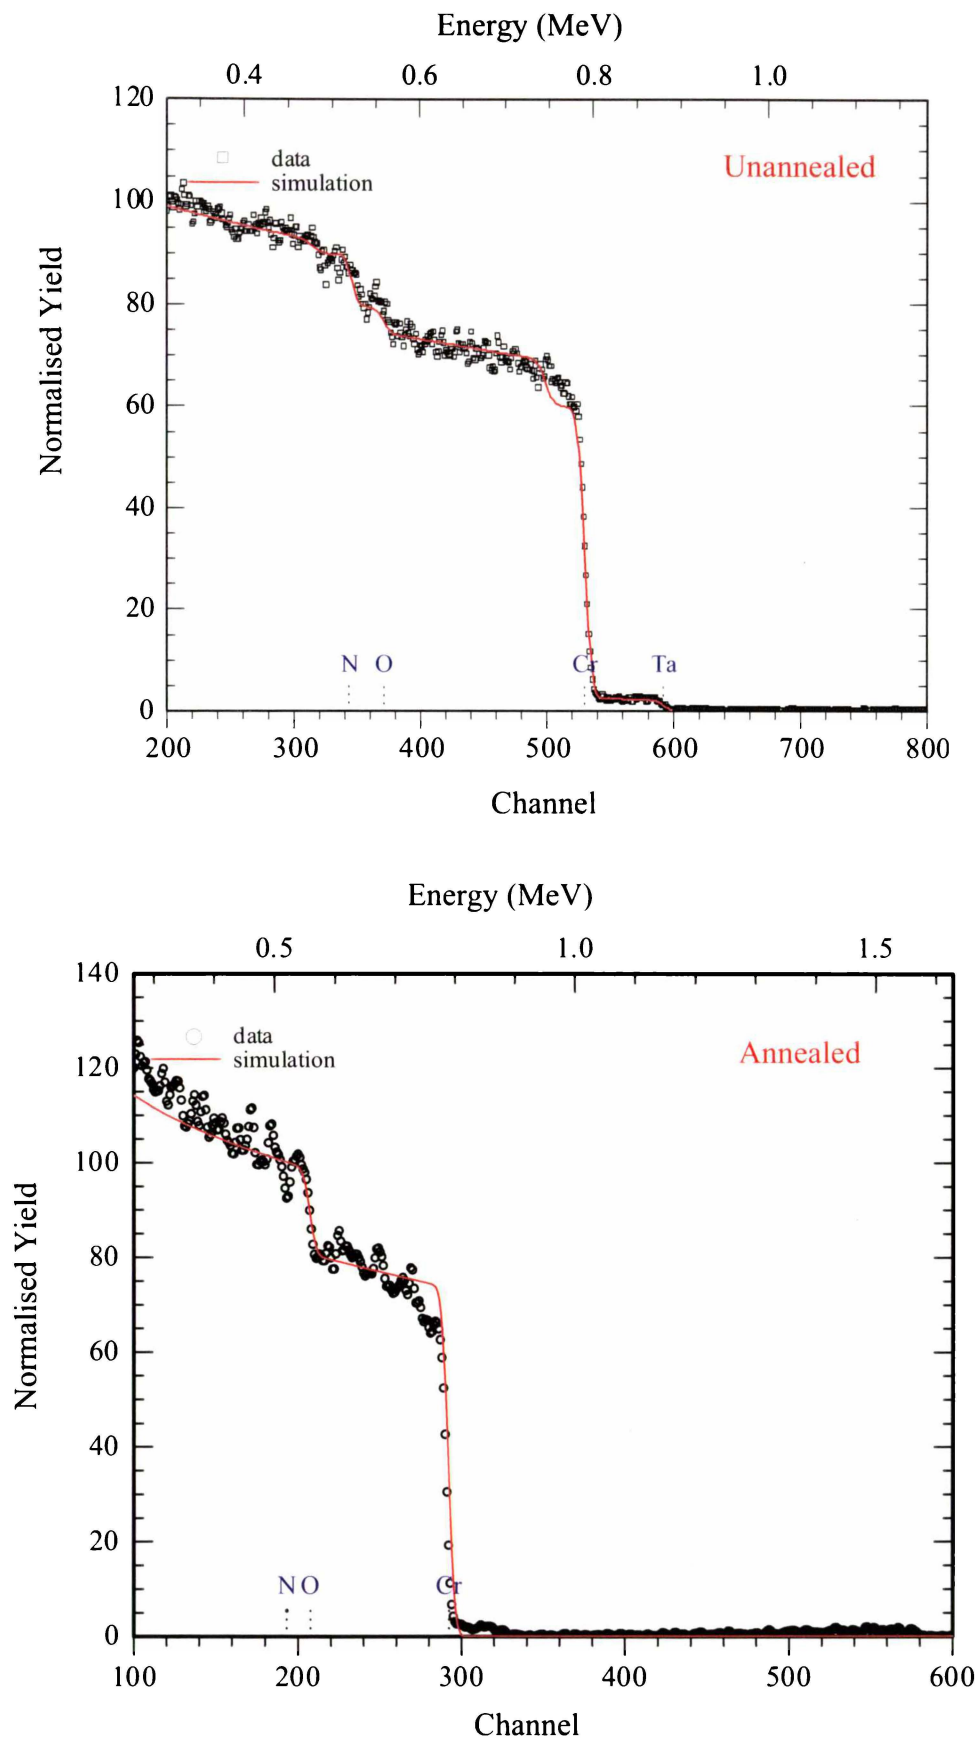 Energy (MeV)
0.4 0.6 0.8 1.0
120
data
simulation
Unannealed
100
80
60
40
20
0
Normalised Yield
N O Cr Ta
200 300 400 500 600 700 800
Channel
Energy (MeV)
0.5 1.0 1.5
140
data
simulation
Annealed
120
100
80
60
40
20
0
Normalised Yield
N O Cr
100 200 300 400 500 600
Channel